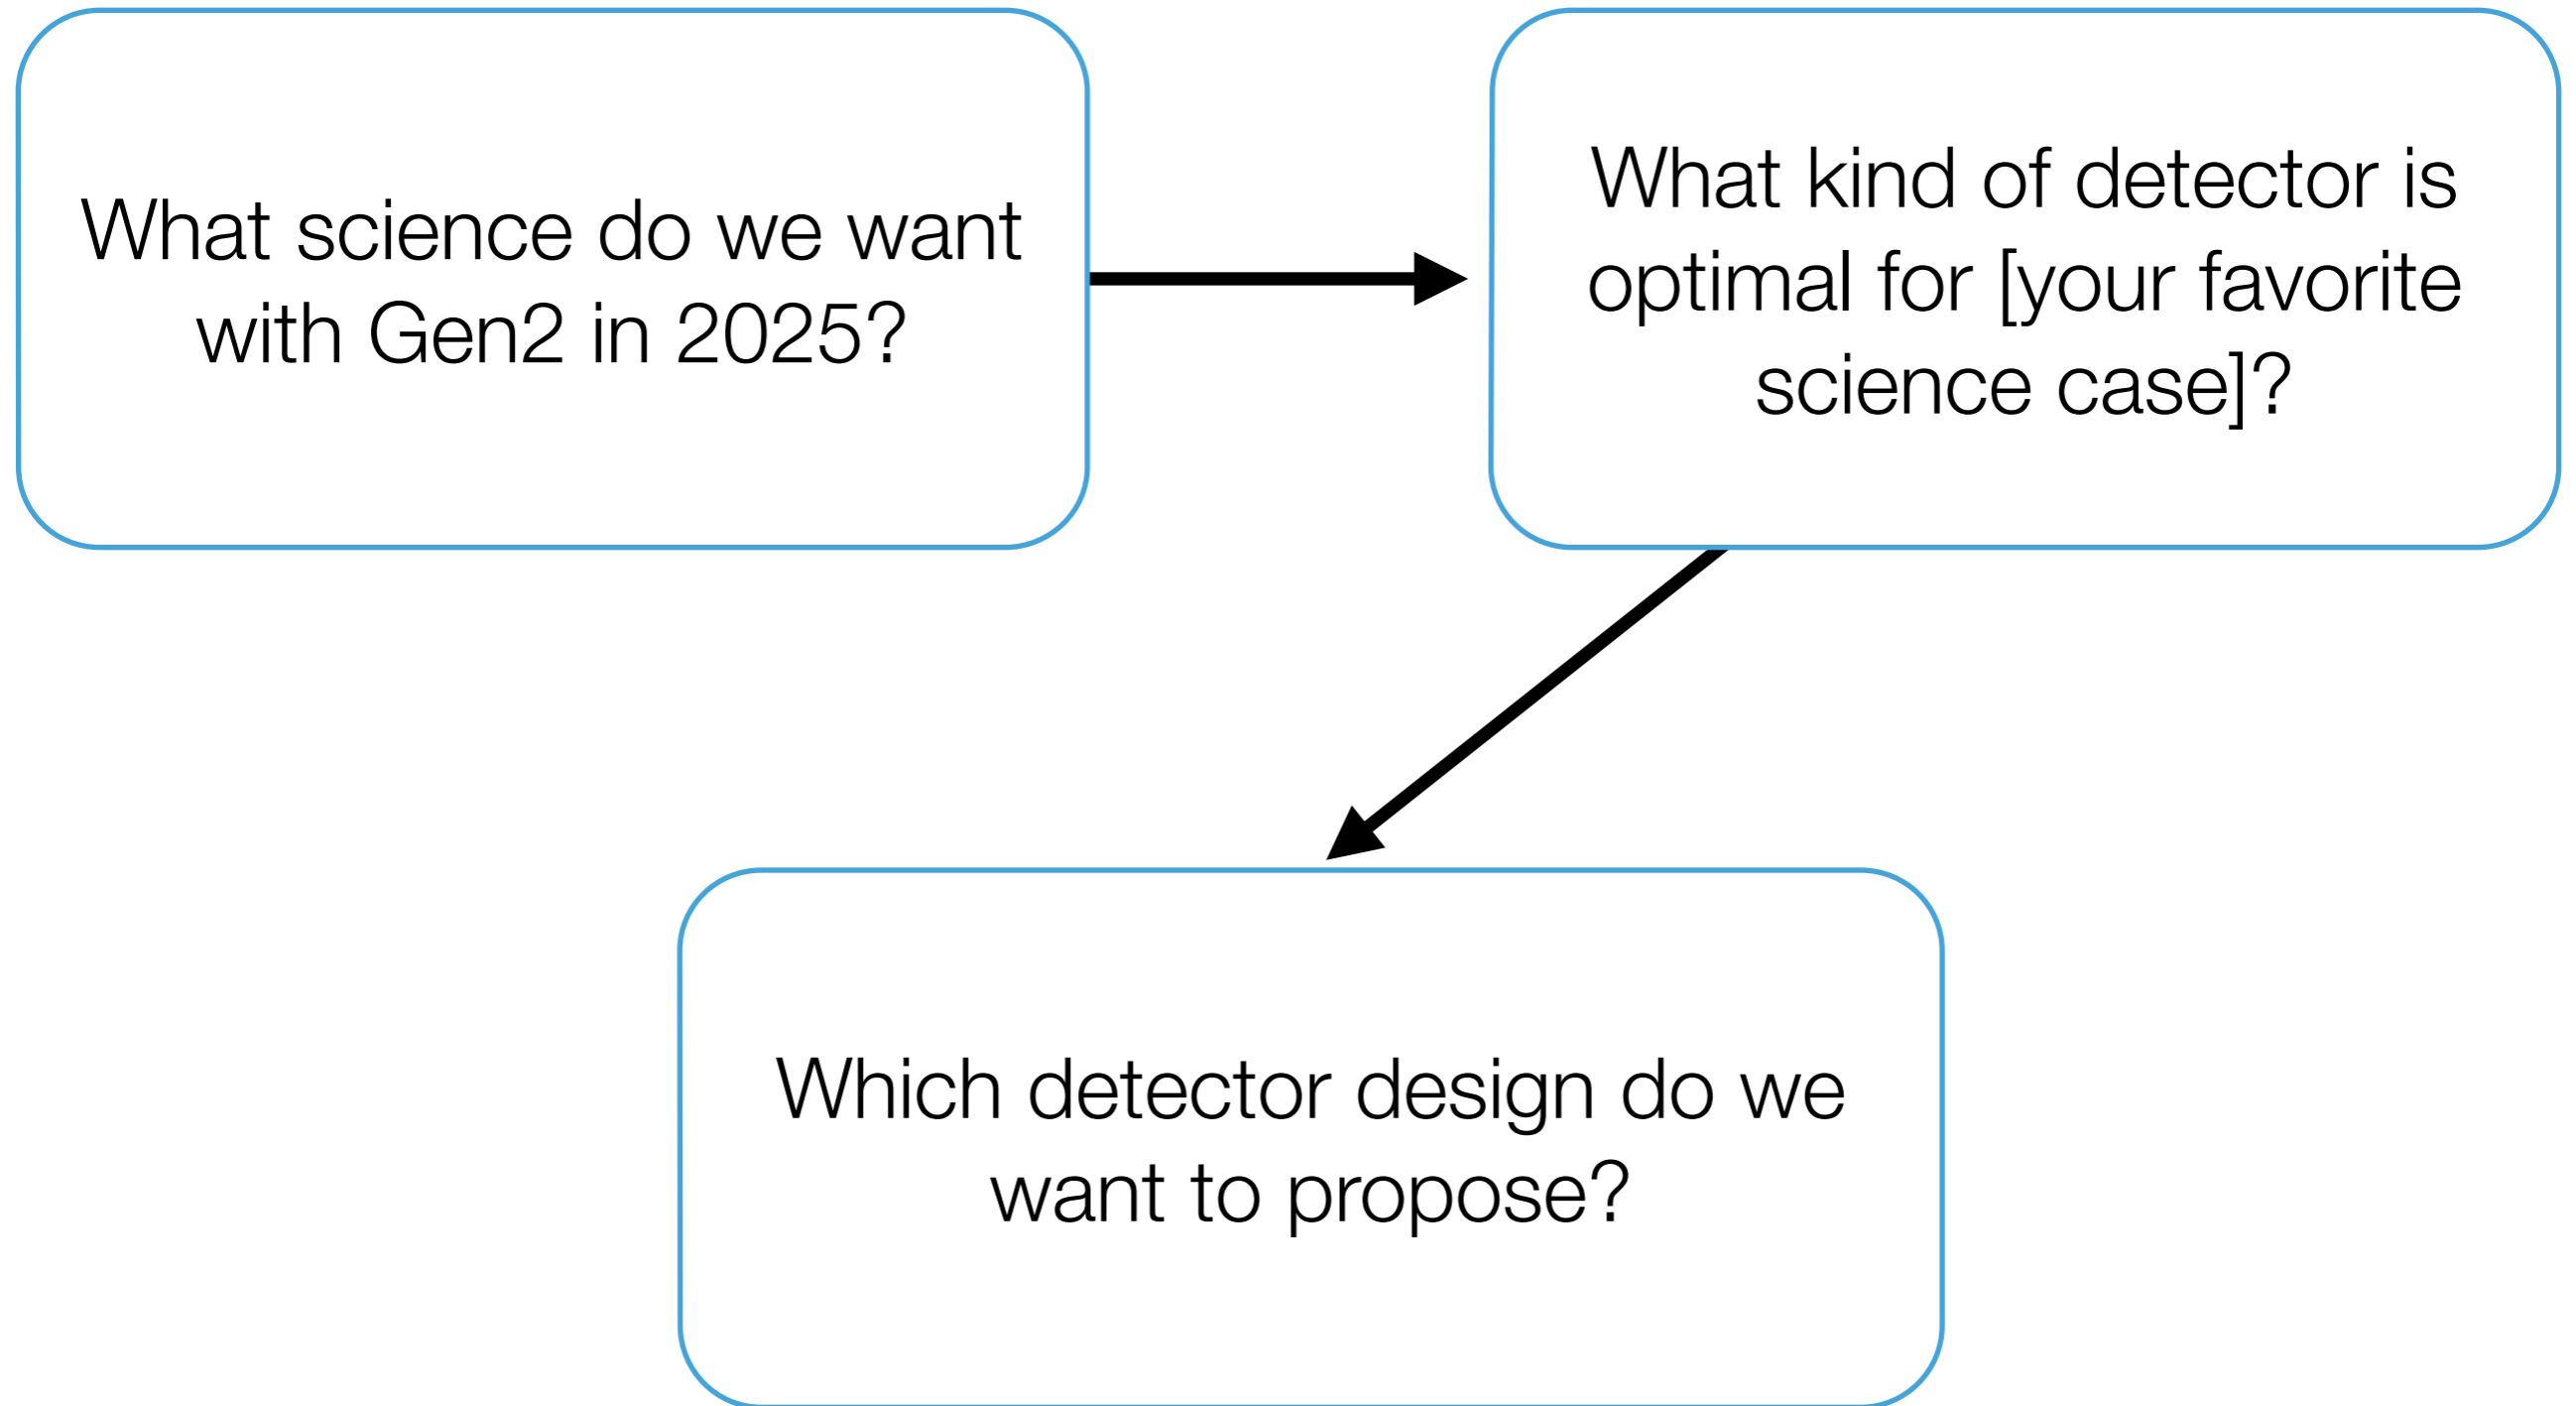 What science do we want
with Gen2 in 2025?
What kind of detector is
optimal for [your favorite
science case]?
Which detector design do we
want to propose?